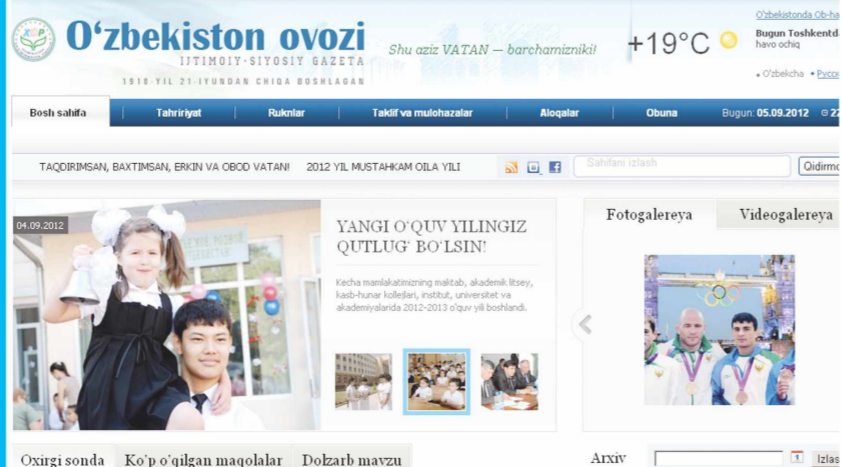 O'zbekistonda Ob-ha
O'zbekiston ovozi
IJTIMOIY-SIYOSIY GAZETA
1918-YIL 21-IYUNDAN CHIQA BOSHLAGAN
Shu aziz VATAN — barchamizniki!
+19°C
Bugun Toshkentd
havo ochiq
• O'zbekcha • Русс
Bosh sahifa Tahririyat Ruknlar Taklif va mulohazalar Aloqalar Obuna Bugun: 05.09.2012 22
TAQDIRIMSAN, BAXTIMSAN, ERKIN VA OBOD VATAN! 2012 YIL MUSTAHKAM OILA YILI
Sahifani izlash
Qidirmo
04.09.2012
YANGI O'QUV YILINGIZ
QUTLUG' BO'LSIN!
Kecha mamlakatimizning maktab, akademik litsey,
kasb-hunar kollejlari, institut, universitet va
akademiyalarida 2012-2013 o'quv yili boshlandi.
Fotogalereya Videogalereya
Oxirgi sonda Ko'p o'qilgan maqolalar Dolzarb mavzu
Arxiv
Izlas